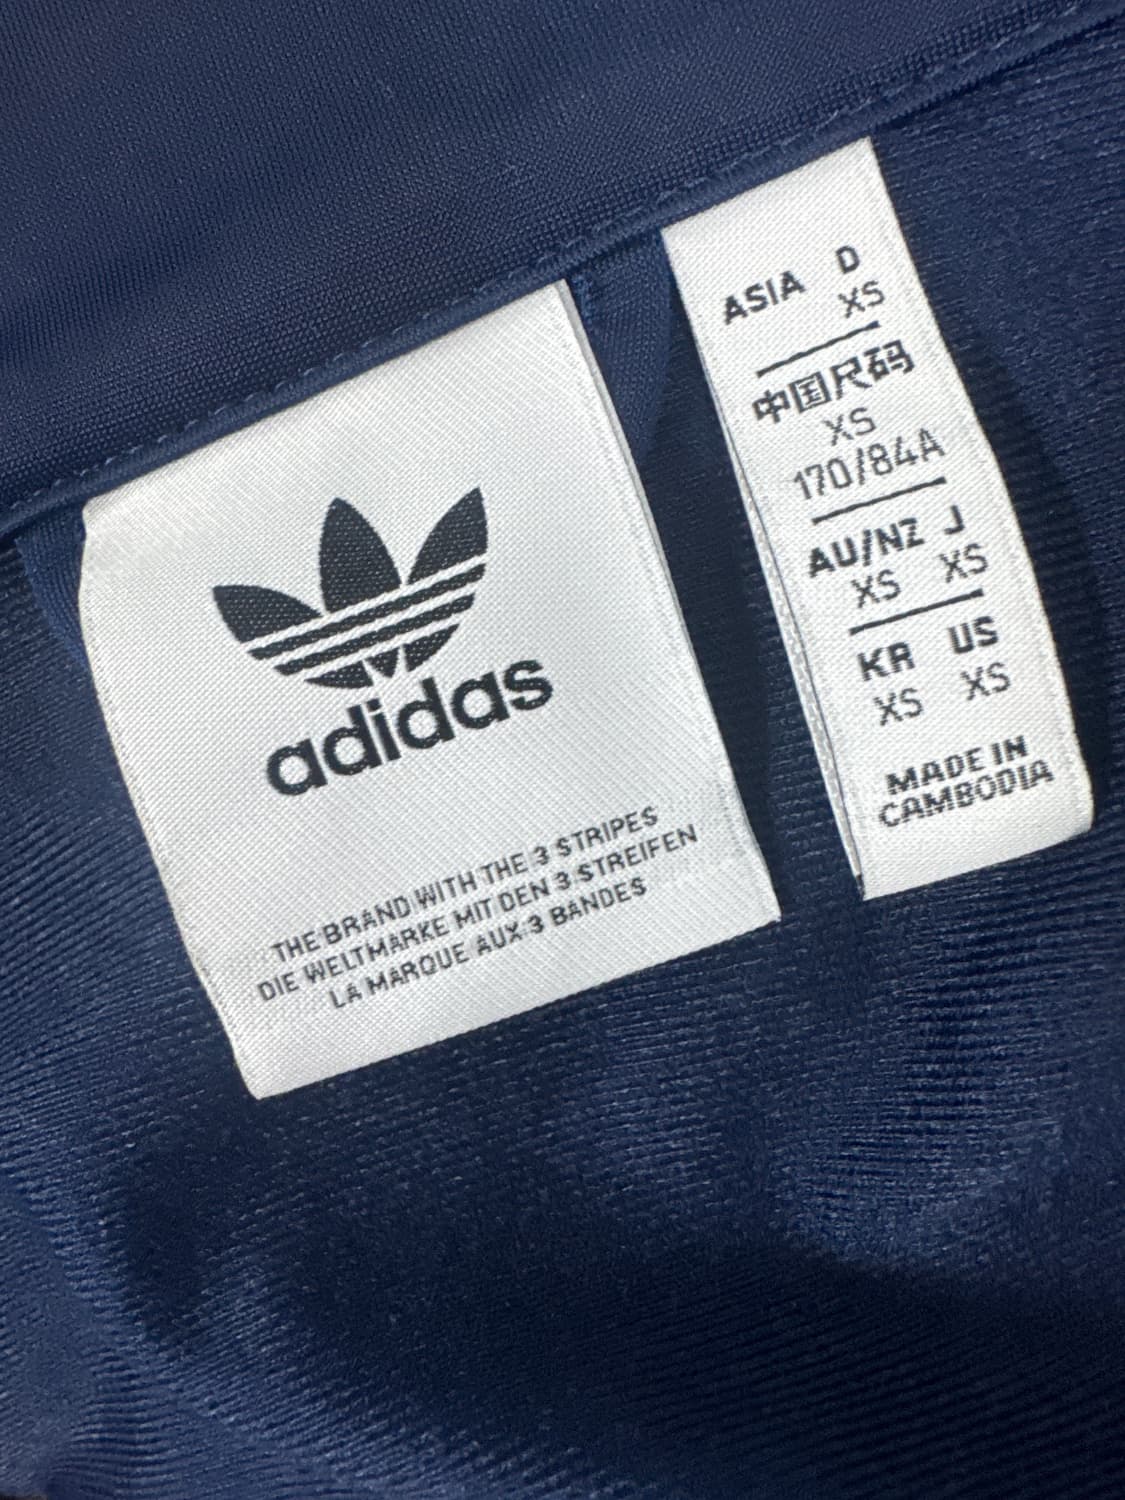 adidas
THE BRAND WITH THE 3 STRIPES
DIE WELTMARKE MIT DEN 3 STREIFEN
LA MARQUE AUX 3 BANDES
ASIA D
XS
中国尺码
XS
170/84A
AU/NZ J
XS XS
KR US
XS XS
MADE IN
CAMBODIA